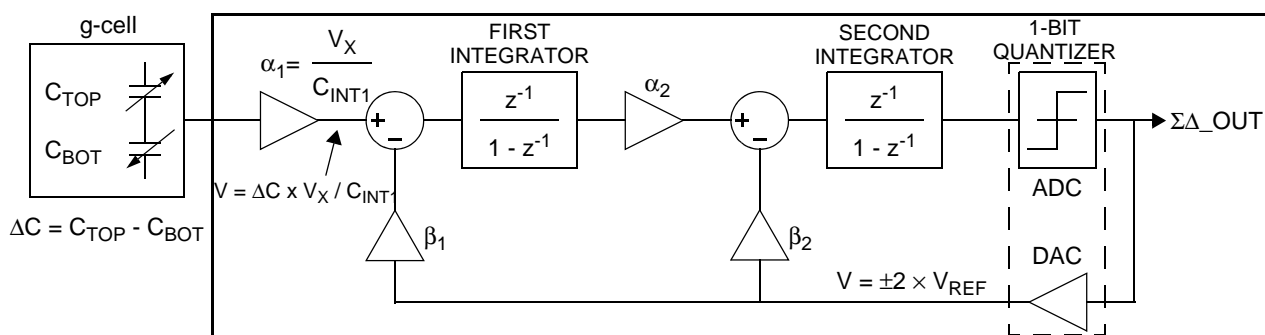 g-cell
C_TOP
C_BOT
ΔC = C_TOP - C_BOT
α₁= V_X / C_INT1
V = ΔC x V_X / C_INT1
+
-
FIRST
INTEGRATOR
z⁻¹
1 - z⁻¹
α₂
+
-
SECOND
INTEGRATOR
z⁻¹
1 - z⁻¹
1-BIT
QUANTIZER
ADC
ΣΔ_OUT
β₁
β₂
DAC
V = ±2 × V_REF